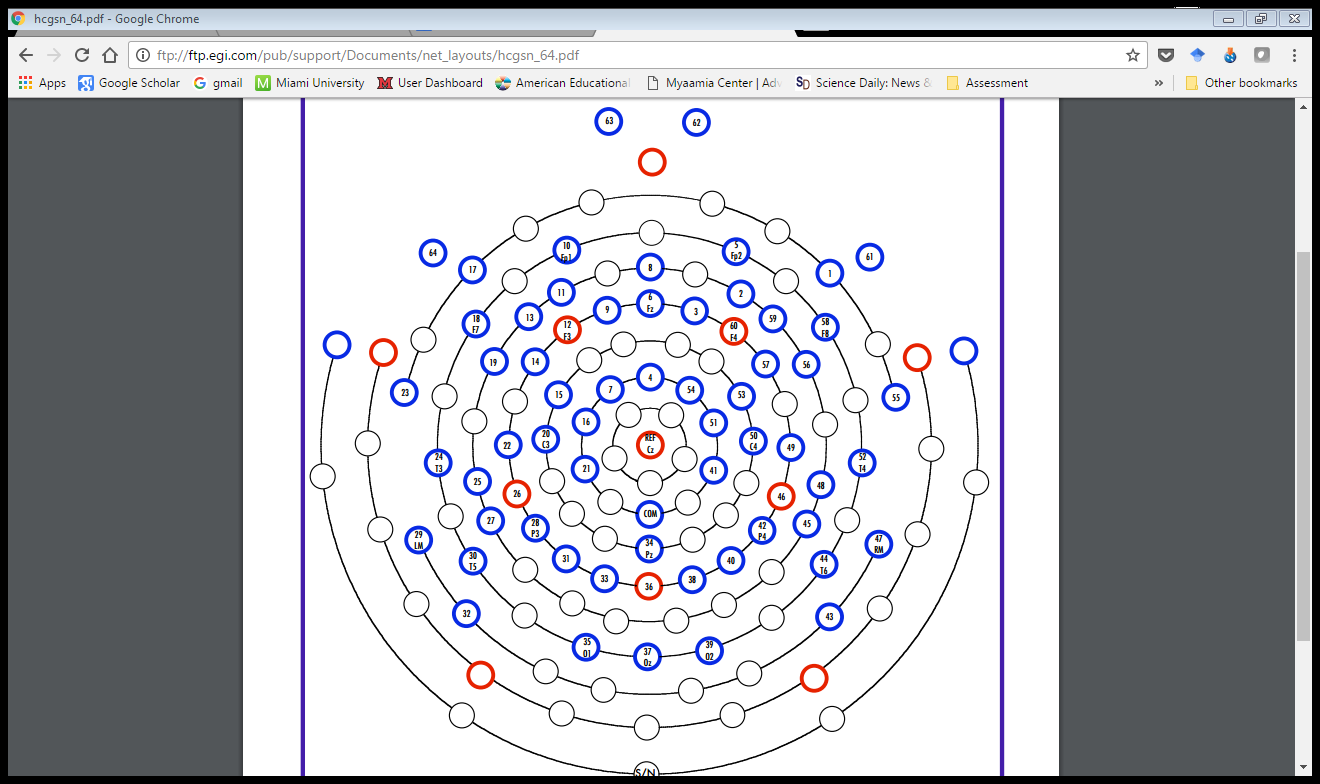 hcgsn_64.pdf - Google Chrome
ftp://ftp.egi.com/pub/support/Documents/net_layouts/hcgsn_64.pdf
Apps Google Scholar gmail Miami University User Dashboard American Educational Myaamia Center | Adv Science Daily: News & Assessment » Other bookmarks
63 62
64 17 10 Fp1 5 Fp2 1 61
8
11 2
18 F7 13 12 F3 9 6 Fz 3 60 F4 59 58 F8
19 14 57 56
23 15 7 4 54 53 55
16 51
24 T3 22 20 C3 REF Cz 50 C4 49 52 T4
21 41
25 26 46 48
27 28 P3 COM 42 P4 45
29 LM 34 Pz 47 RM
30 T5 31 33 36 38 40 44 T6
32 43
35 O1 37 Oz 39 O2
S/N